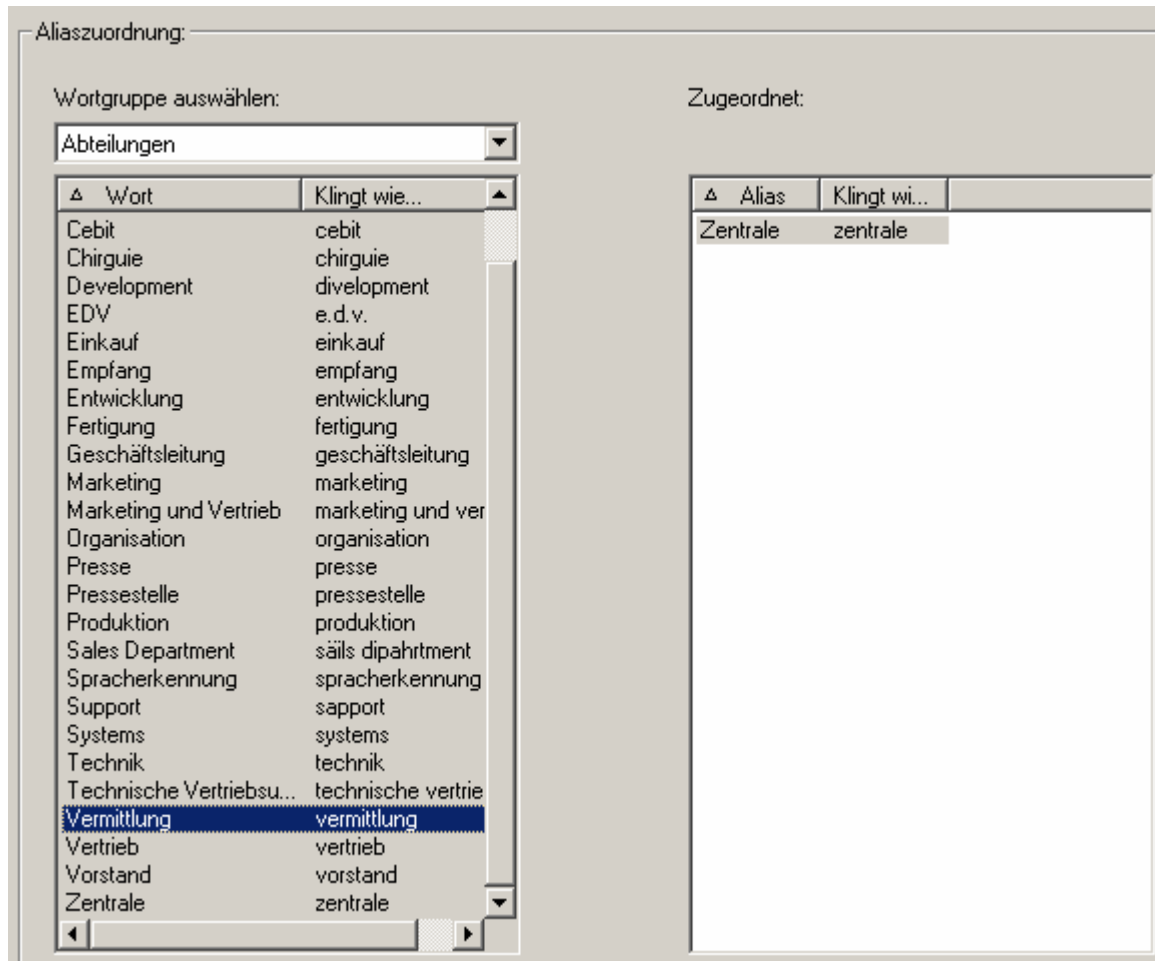 Aliaszuordnung:
Wortgruppe auswählen: Zugeordnet:
Abteilungen
Wort Klingt wie... Alias Klingt wi...
Cebit cebit Zentrale zentrale
Chirguie chirguie
Development divelopment
EDV e.d.v.
Einkauf einkauf
Empfang empfang
Entwicklung entwicklung
Fertigung fertigung
Geschäftsleitung geschäftsleitung
Marketing marketing
Marketing und Vertrieb marketing und ver
Organisation organisation
Presse presse
Pressestelle pressestelle
Produktion produktion
Sales Department säils dipahrtment
Spracherkennung spracherkennung
Support sapport
Systems systems
Technik technik
Technische Vertriebsu... technische vertrie
Vermittlung vermittlung
Vertrieb vertrieb
Vorstand vorstand
Zentrale zentrale